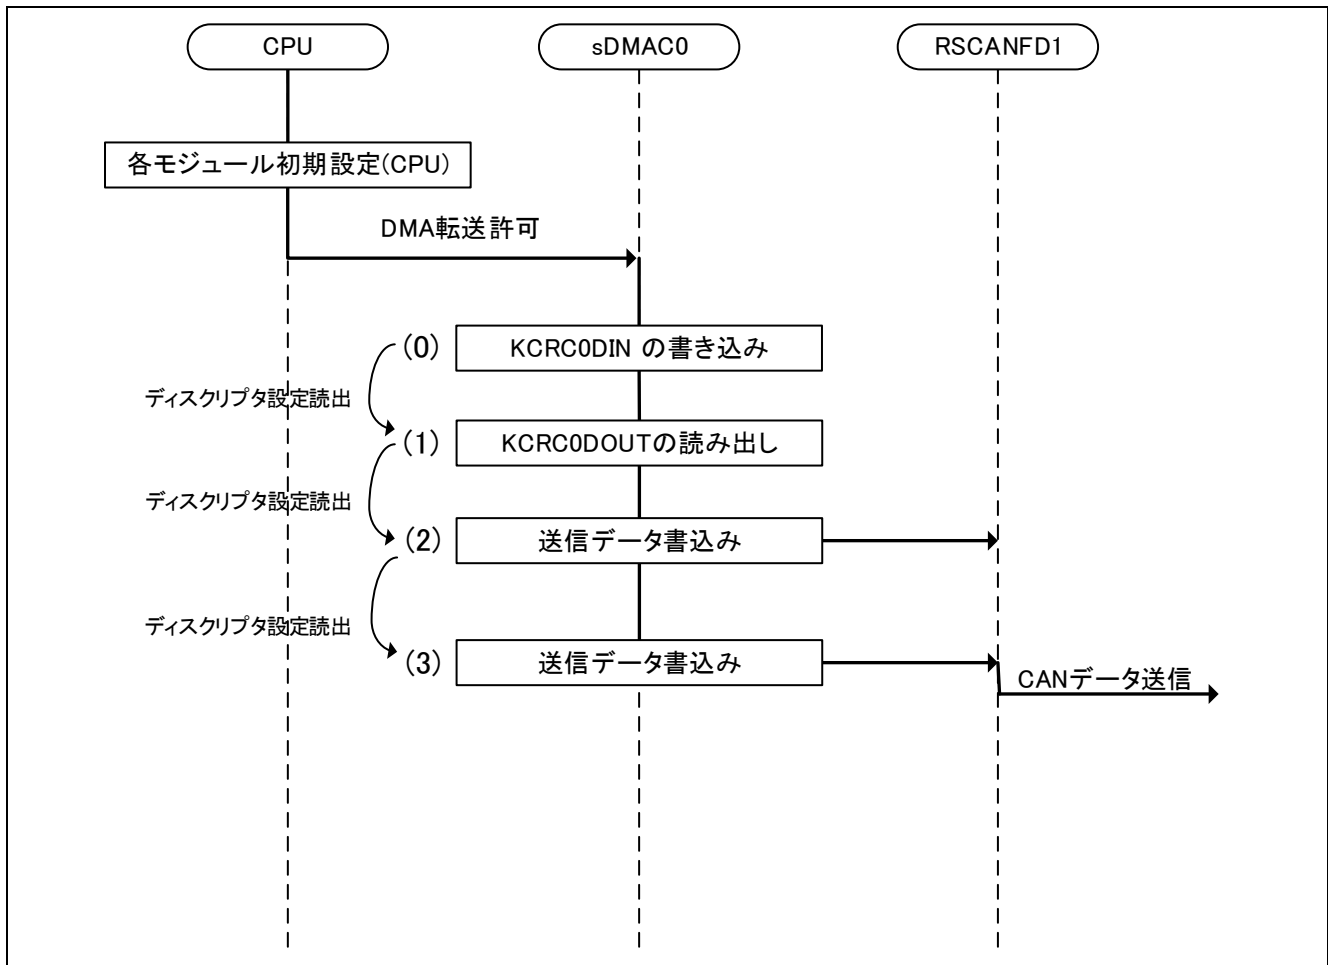 CPU
sDMAC0
RSCANFD1
各モジュール初期設定(CPU)
DMA転送許可
(0)
KCRC0DIN の書き込み
ディスクリプタ設定読出
(1)
KCRC0DOUTの読み出し
ディスクリプタ設定読出
(2)
送信データ書込み
ディスクリプタ設定読出
(3)
送信データ書込み
CANデータ送信